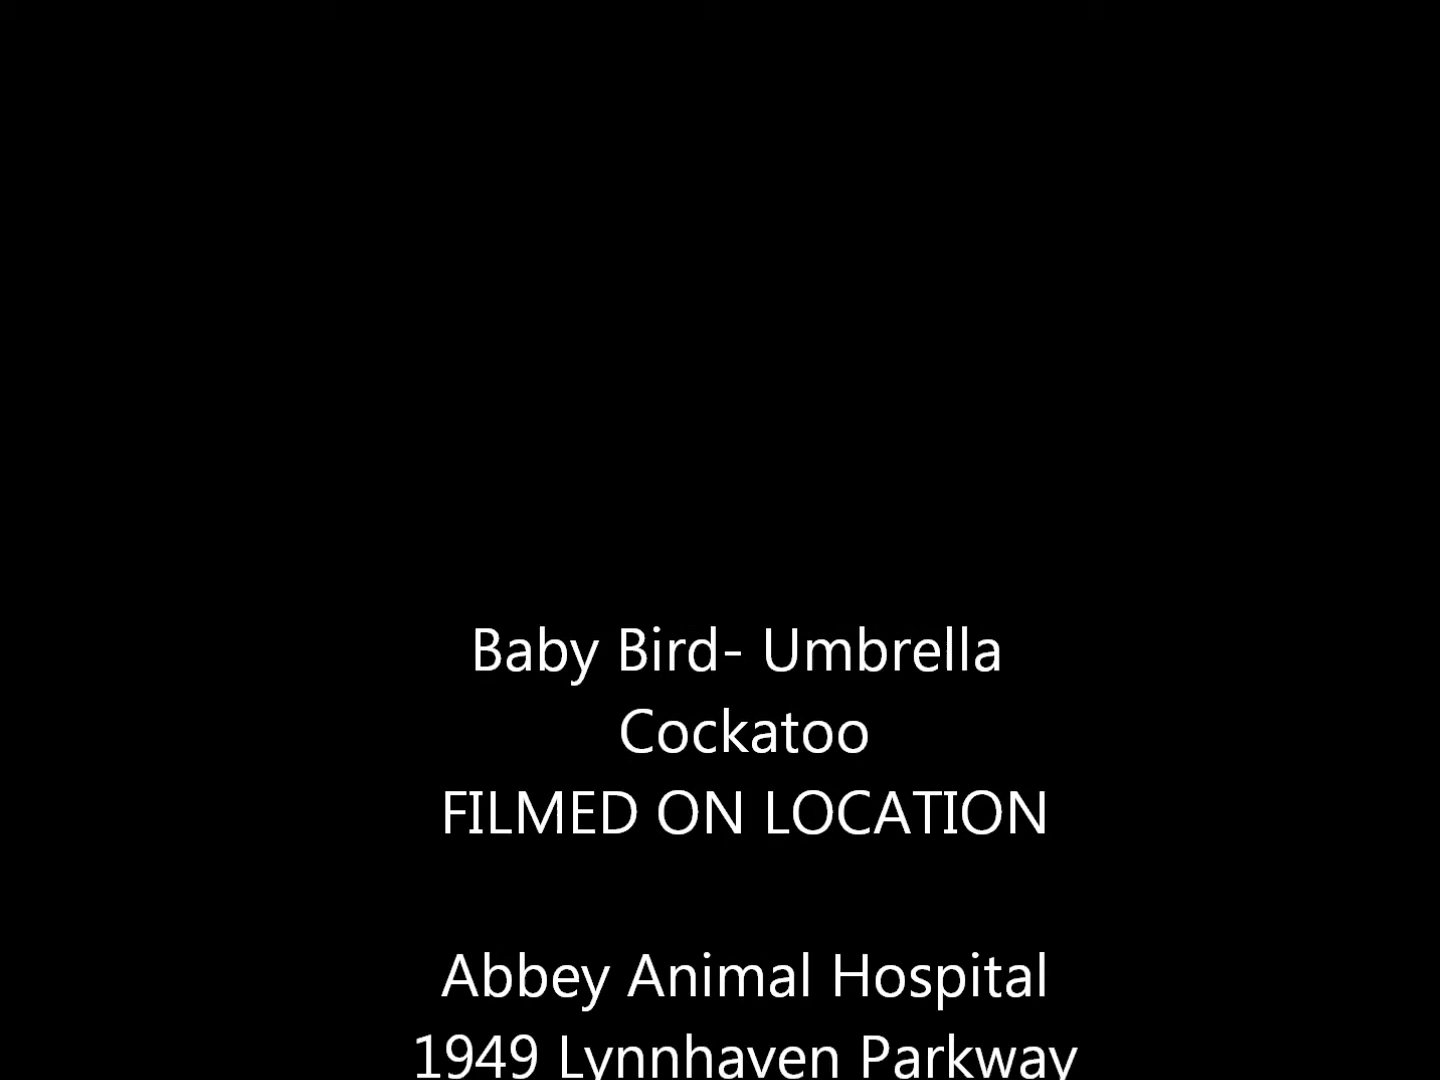 Baby Bird- Umbrella
Cockatoo
FILMED ON LOCATION
Abbey Animal Hospital
1949 Lynnhaven Parkway